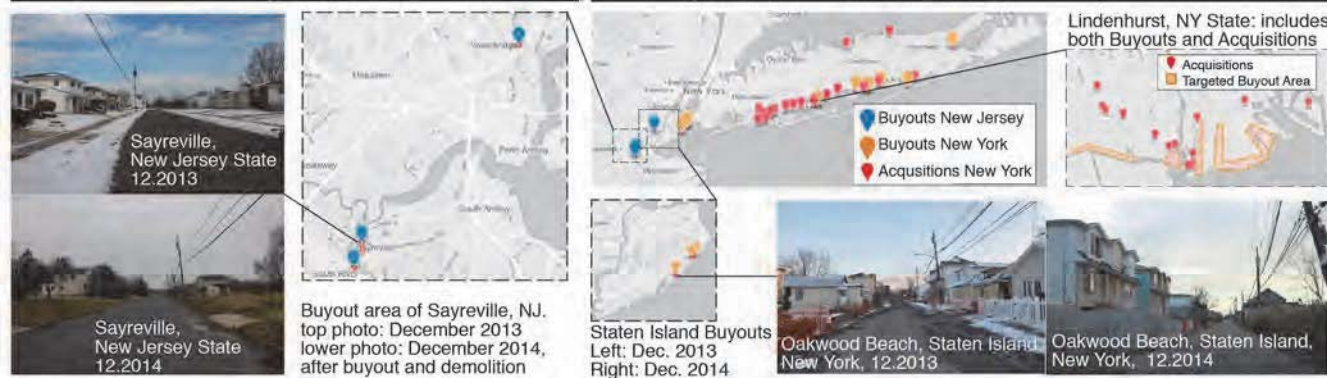 Sayreville,
New Jersey State
12.2013
Sayreville,
New Jersey State
12.2014
Woodbridge
Perth Amboy
South Amboy
South River
Buyout area of Sayreville, NJ.
top photo: December 2013
lower photo: December 2014,
after buyout and demolition
New York
Buyouts New Jersey
Buyouts New York
Acqusitions New York
Staten Island Buyouts
Left: Dec. 2013
Right: Dec. 2014
Lindenhurst, NY State: includes
both Buyouts and Acquisitions
Acquisitions
Targeted Buyout Area
Oakwood Beach, Staten Island
New York, 12.2013
Oakwood Beach, Staten Island,
New York, 12.2014